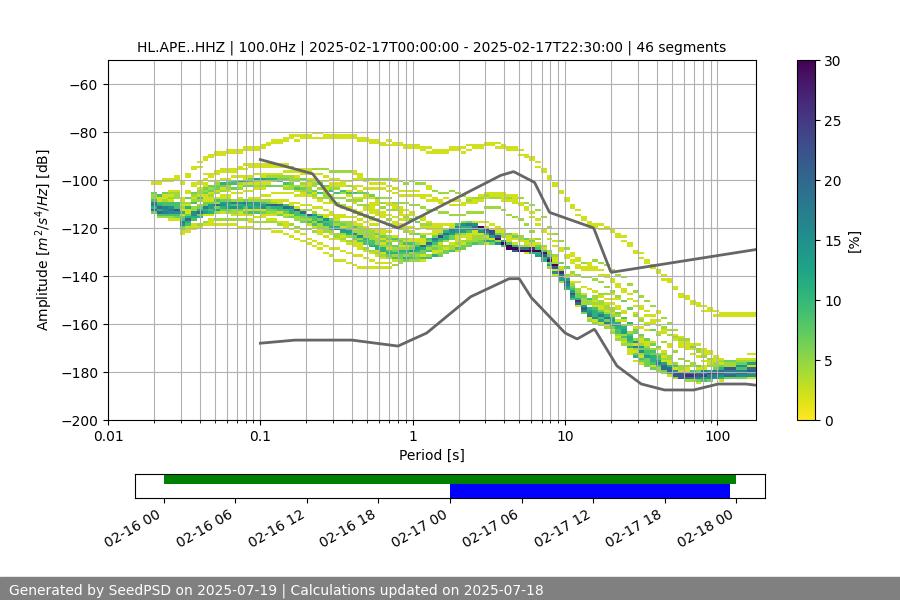 HL.APE..HHZ | 100.0Hz | 2025-02-17T00:00:00 - 2025-02-17T22:30:00 | 46 segments
Amplitude [m²/s⁴/Hz] [dB]
−60
−80
−100
−120
−140
−160
−180
−200
0.01 0.1 1 10 100
Period [s]
30
25
20
15
10
5
0
[%]
02-16 00 02-16 06 02-16 12 02-16 18 02-17 00 02-17 06 02-17 12 02-17 18 02-18 00
Generated by SeedPSD on 2025-07-19 | Calculations updated on 2025-07-18